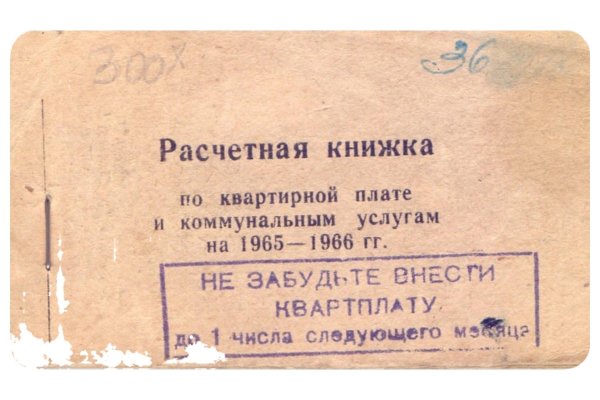 300х
36
Расчетная книжка
по квартирной плате
и коммунальным услугам
на 1965—1966 гг.
НЕ ЗАБУДЬТЕ ВНЕСТИ
КВАРТПЛАТУ
до 1 числа следующего месяца